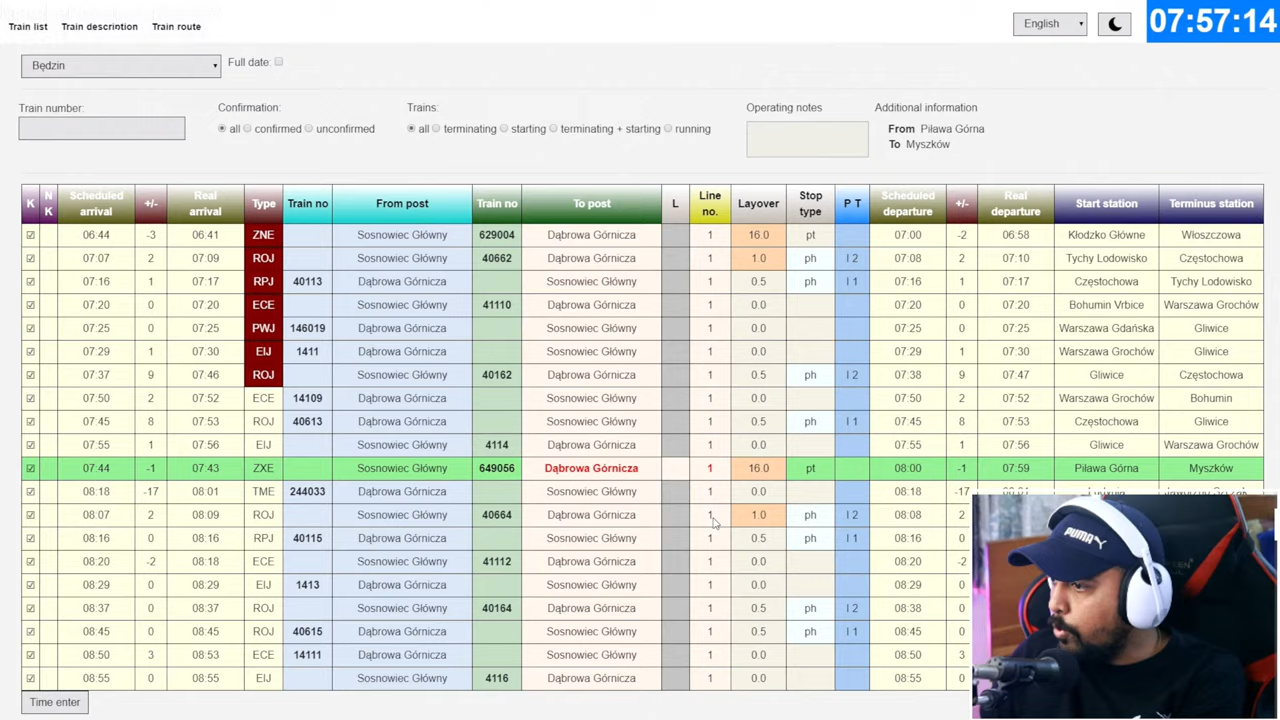 Train list Train description Train route English 07:57:14
Będzin Full date:
Train number: Confirmation: Trains: Operating notes Additional information
all confirmed unconfirmed all terminating starting terminating + starting running From Piława Górna
To Myszków
K N K Scheduled arrival +/- Real arrival Type Train no From post Train no To post L Line no. Layover Stop type P T Scheduled departure +/- Real departure Start station Terminus station
06:44 -3 06:41 ZNE Sosnowiec Główny 629004 Dąbrowa Górnicza 1 16.0 pt 07:00 -2 06:58 Kłodzko Główne Włoszczowa
07:07 2 07:09 ROJ Sosnowiec Główny 40662 Dąbrowa Górnicza 1 1.0 ph I 2 07:08 2 07:10 Tychy Lodowisko Częstochowa
07:16 1 07:17 RPJ 40113 Dąbrowa Górnicza Sosnowiec Główny 1 0.5 ph I 1 07:16 1 07:17 Częstochowa Tychy Lodowisko
07:20 0 07:20 ECE Sosnowiec Główny 41110 Dąbrowa Górnicza 1 0.0 07:20 0 07:20 Bohumin Vrbice Warszawa Grochów
07:25 0 07:25 PWJ 146019 Dąbrowa Górnicza Sosnowiec Główny 1 0.0 07:25 0 07:25 Warszawa Gdańska Gliwice
07:29 1 07:30 EIJ 1411 Dąbrowa Górnicza Sosnowiec Główny 1 0.0 07:29 1 07:30 Warszawa Grochów Gliwice
07:37 9 07:46 ROJ Sosnowiec Główny 40162 Dąbrowa Górnicza 1 0.5 ph I 2 07:38 9 07:47 Gliwice Częstochowa
07:50 2 07:52 ECE 14109 Dąbrowa Górnicza Sosnowiec Główny 1 0.0 07:50 2 07:52 Warszawa Grochów Bohumin
07:45 8 07:53 ROJ 40613 Dąbrowa Górnicza Sosnowiec Główny 1 0.5 ph I 1 07:45 8 07:53 Częstochowa Gliwice
07:55 1 07:56 EIJ Sosnowiec Główny 4114 Dąbrowa Górnicza 1 0.0 07:55 1 07:56 Gliwice Warszawa Grochów
07:44 -1 07:43 ZXE Sosnowiec Główny 649056 Dąbrowa Górnicza 1 16.0 pt 08:00 -1 07:59 Piława Górna Myszków
08:18 -17 08:01 TME 244033 Dąbrowa Górnicza Sosnowiec Główny 1 0.0 08:18 -17
08:07 2 08:09 ROJ Sosnowiec Główny 40664 Dąbrowa Górnicza 1 1.0 ph I 2 08:08 2 PUMA
08:16 0 08:16 RPJ 40115 Dąbrowa Górnicza Sosnowiec Główny 1 0.5 ph I 1 08:16 0
08:20 -2 08:18 ECE Sosnowiec Główny 41112 Dąbrowa Górnicza 1 0.0 08:20 -2
08:29 0 08:29 EIJ 1413 Dąbrowa Górnicza Sosnowiec Główny 1 0.0 08:29 0
08:37 0 08:37 ROJ Sosnowiec Główny 40164 Dąbrowa Górnicza 1 0.5 ph I 2 08:38 0
08:45 0 08:45 ROJ 40615 Dąbrowa Górnicza Sosnowiec Główny 1 0.5 ph I 1 08:45 0
08:50 3 08:53 ECE 14111 Dąbrowa Górnicza Sosnowiec Główny 1 0.0 08:50 3
08:55 0 08:55 EIJ Sosnowiec Główny 4116 Dąbrowa Górnicza 1 0.0 08:55 0
Time enter